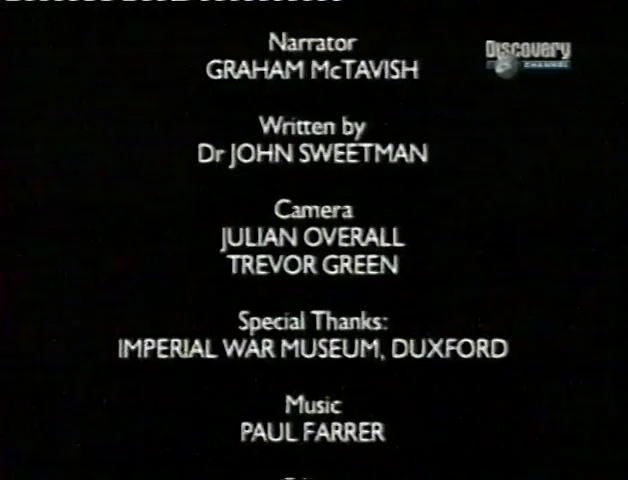 Narrator
GRAHAM McTAVISH
Discovery
CHANNEL
Written by
Dr JOHN SWEETMAN
Camera
JULIAN OVERALL
TREVOR GREEN
Special Thanks:
IMPERIAL WAR MUSEUM, DUXFORD
Music
PAUL FARRER